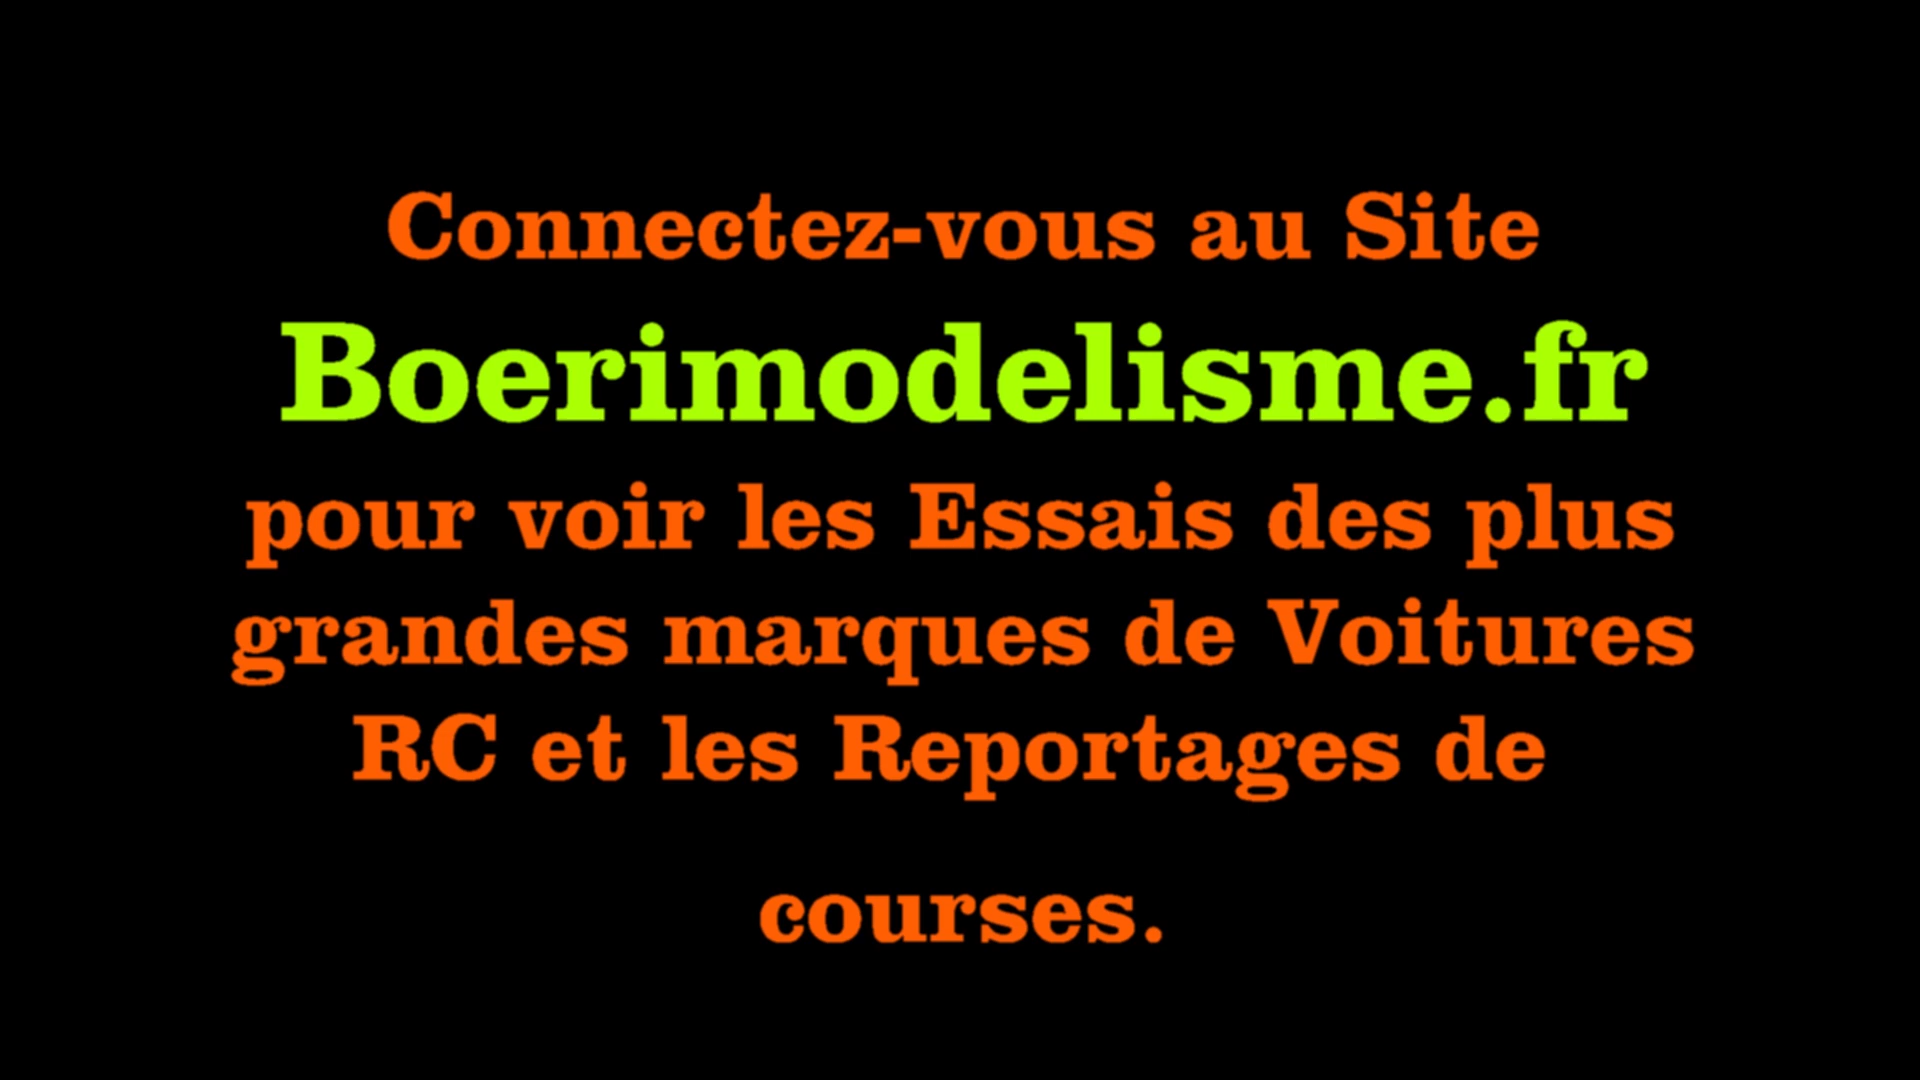 Connectez-vous au Site
Boerimodelisme.fr
pour voir les Essais des plus
grandes marques de Voitures
RC et les Reportages de
courses.